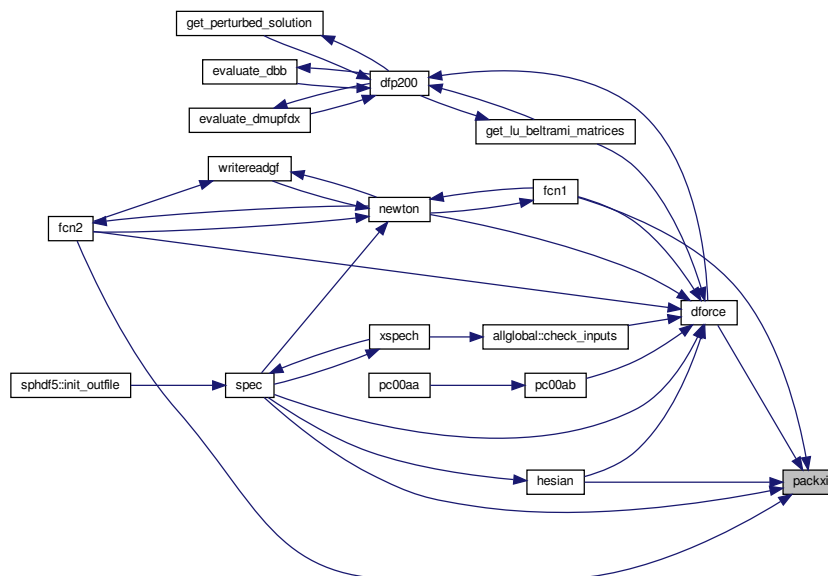 get_perturbed_solution
evaluate_dbb
dfp200
evaluate_dmupfdx
get_lu_beltrami_matrices
writereadgf
fcn1
newton
fcn2
dforce
xspech
allglobal::check_inputs
sphdf5::init_outfile
spec
pc00aa
pc00ab
hesian
packxi